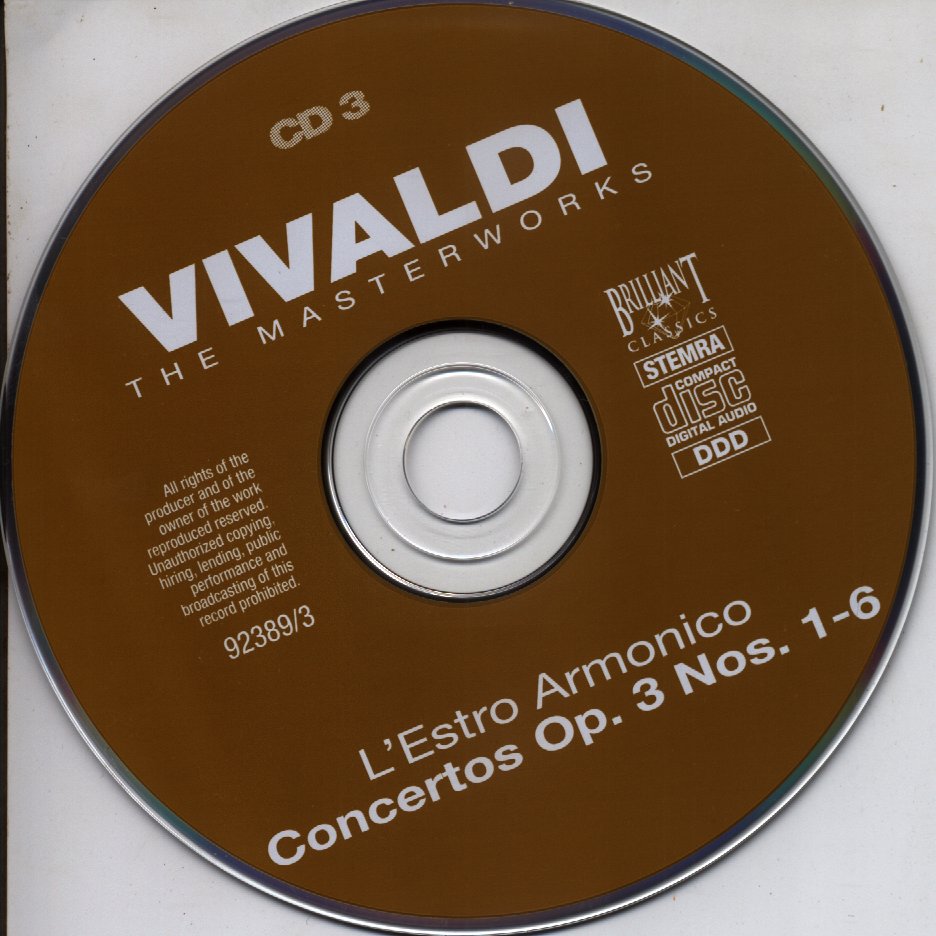 CD 3
VIVALDI
THE MASTERWORKS
BRILLIANT
CLASSICS
STEMRA
COMPACT
disc
DIGITAL AUDIO
DDD
All rights of the
producer and of the
owner of the work
reproduced reserved.
Unauthorized copying,
hiring, lending, public
performance and
broadcasting of this
record prohibited.
92389/3
L'Estro Armonico
Concertos Op. 3 Nos. 1-6